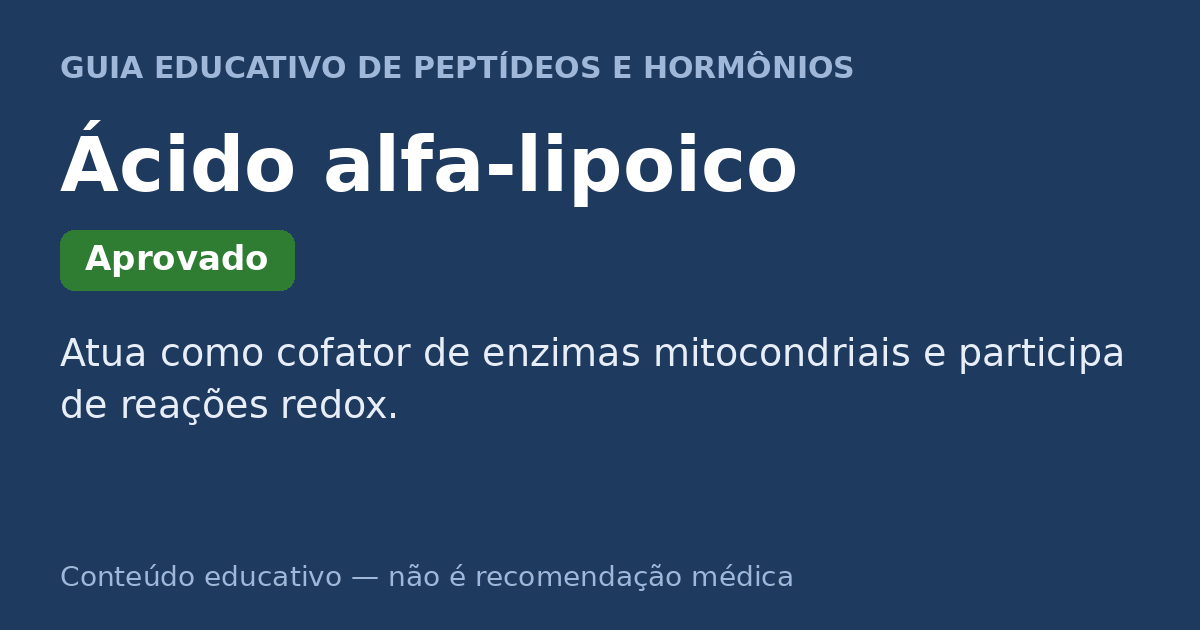 GUIA EDUCATIVO DE PEPTÍDEOS E HORMÔNIOS
Ácido alfa-lipoico
Aprovado
Atua como cofator de enzimas mitocondriais e participa
de reações redox.
Conteúdo educativo — não é recomendação médica